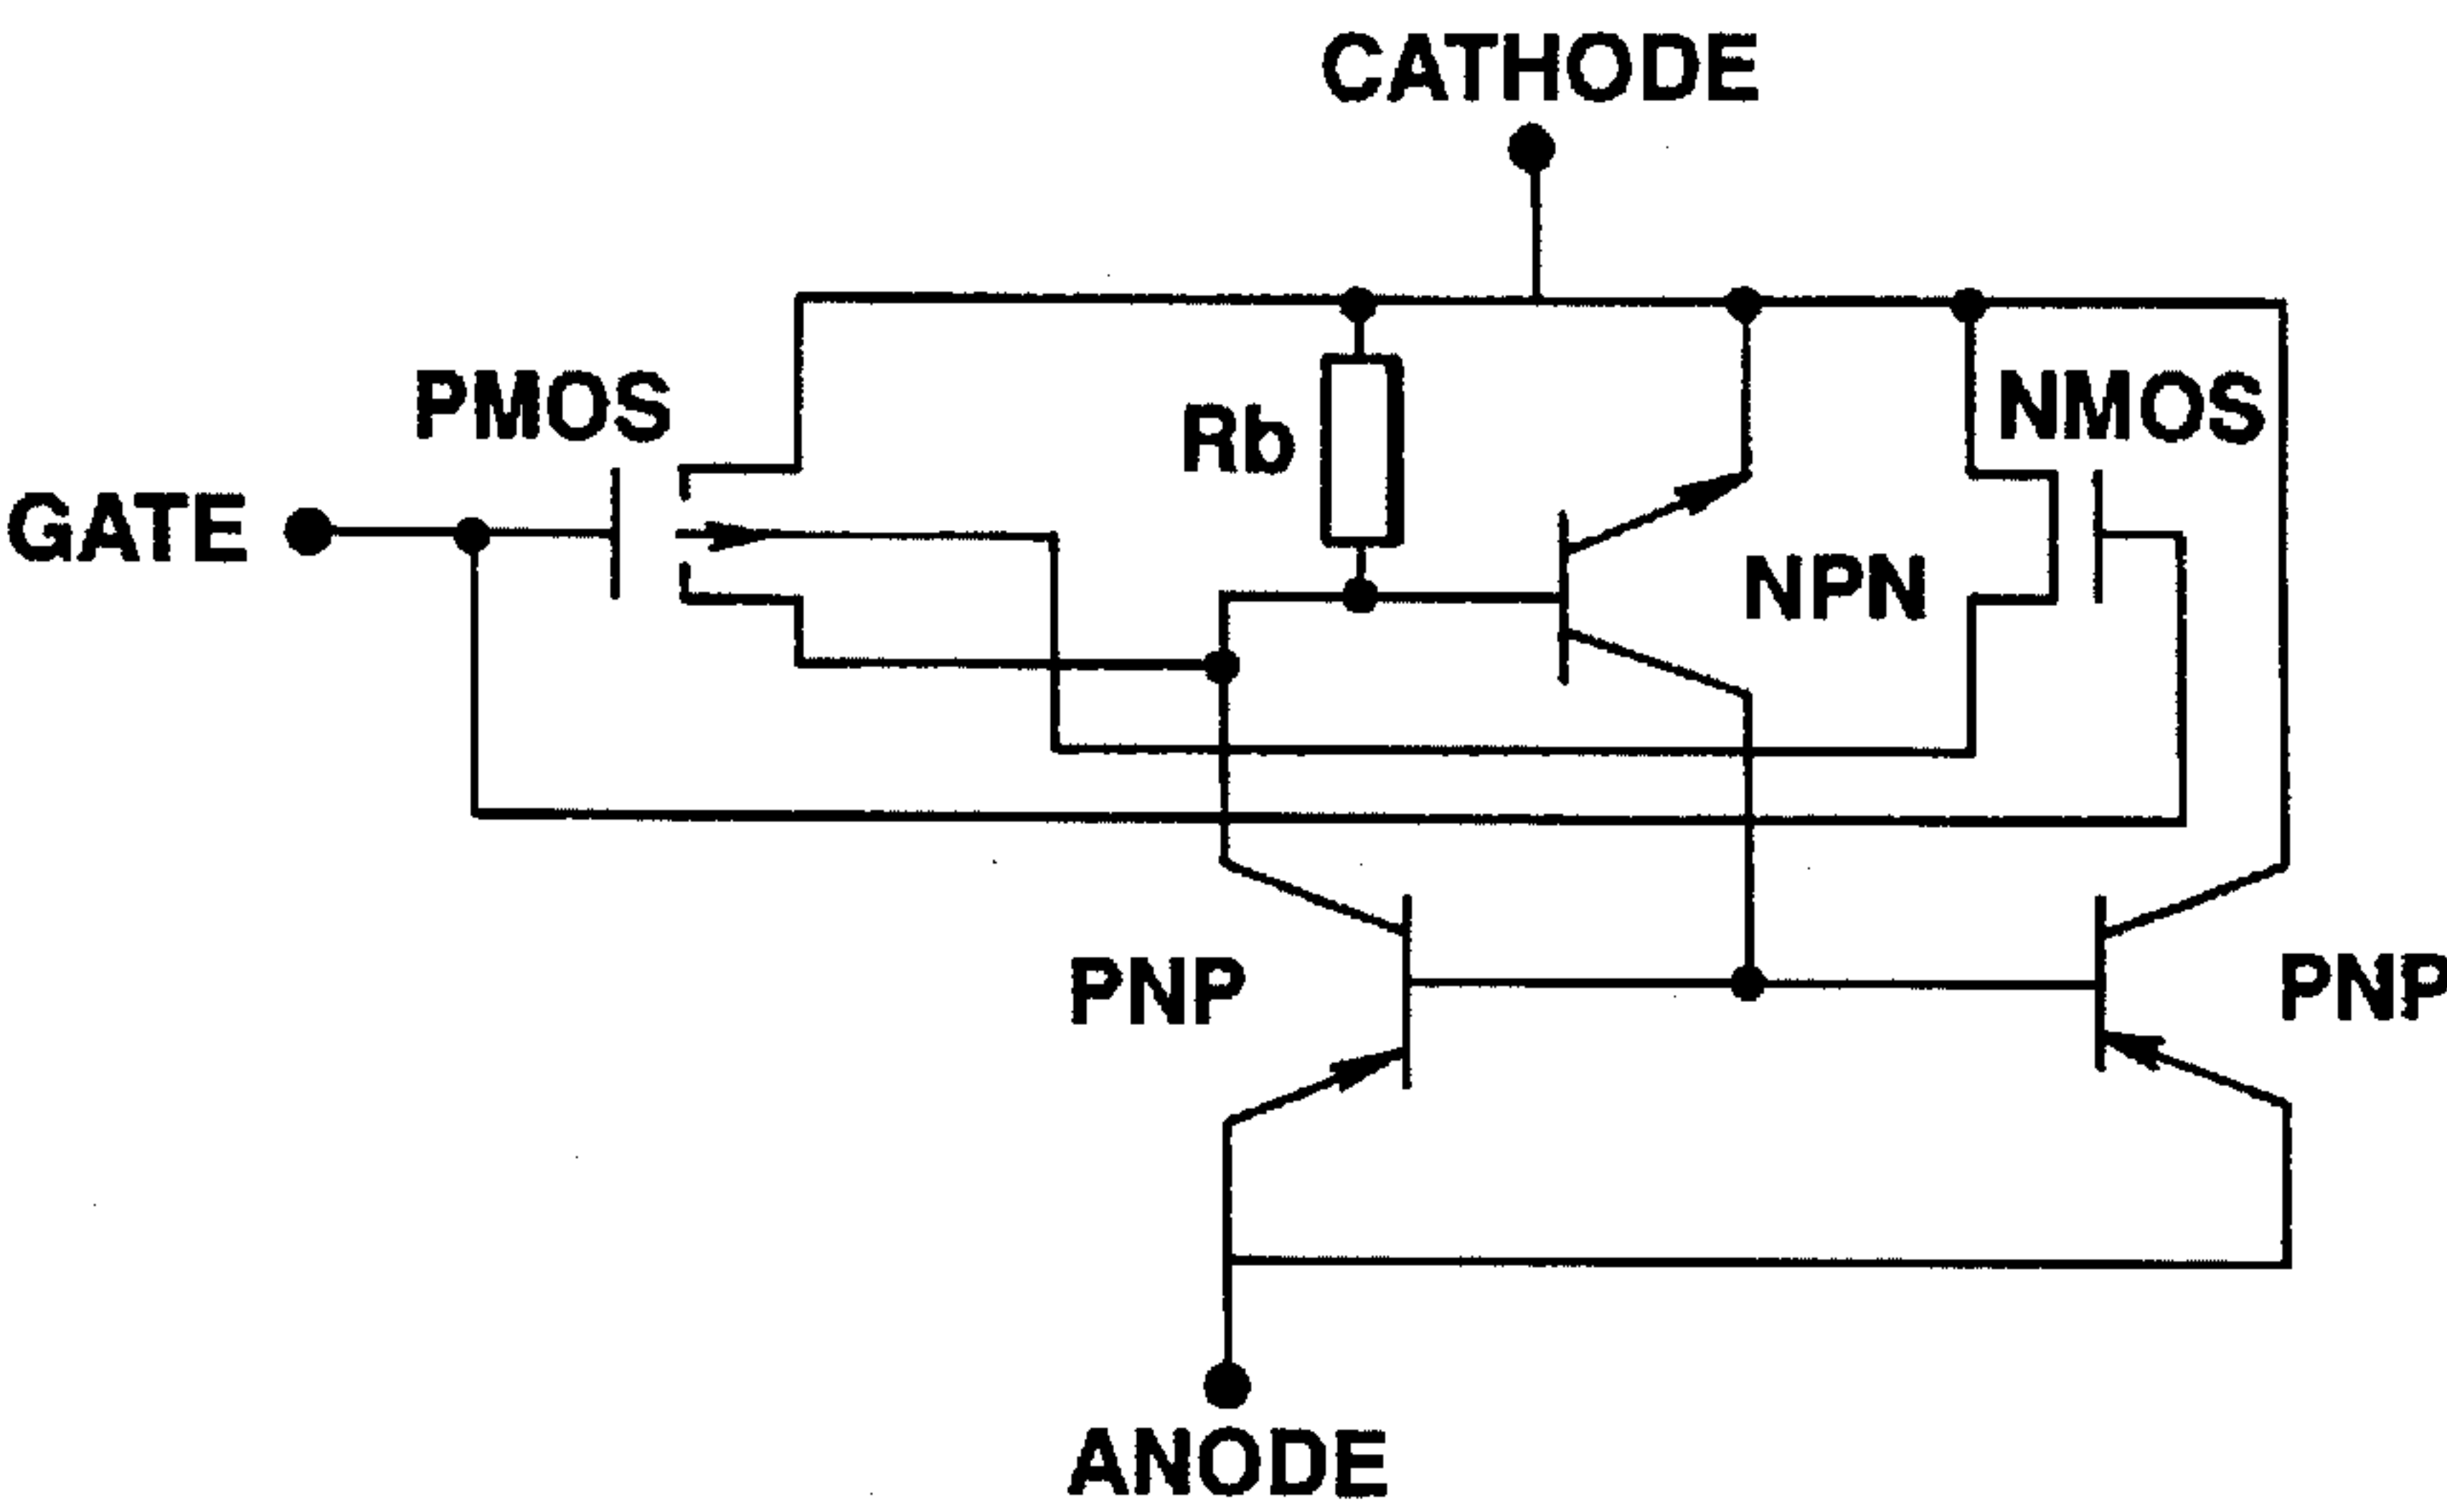 CATHODE
PMOS
NMOS
Rb
GATE
NPN
PNP
PNP
ANODE